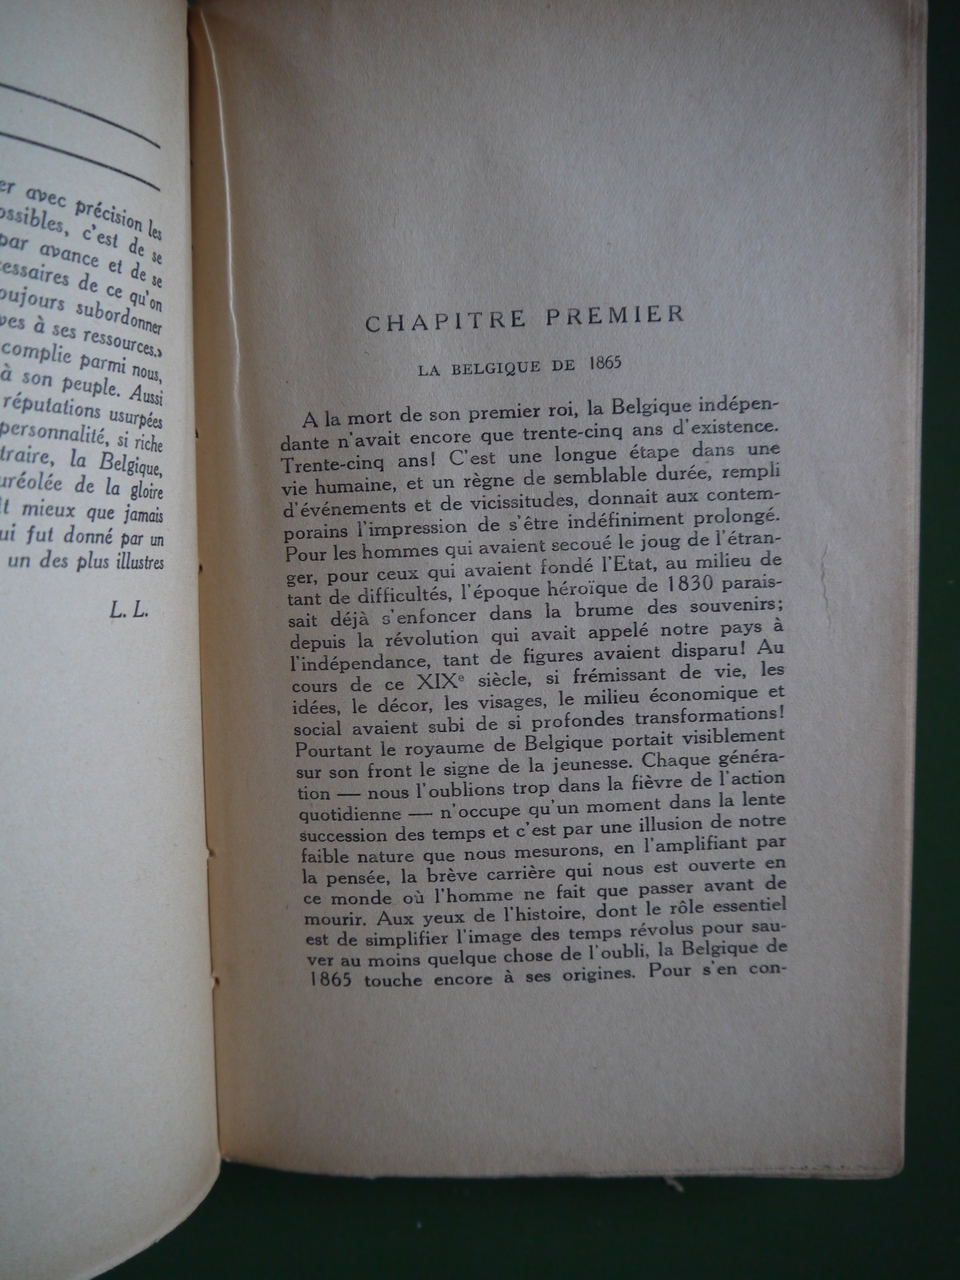 er avec précision les
ossibles, c'est de se
par avance et de se
cessaires de ce qu'on
oujours subordonner
ves à ses ressources.»
complie parmi nous,
à son peuple. Aussi
réputations usurpées
personnalité, si riche
traire, la Belgique,
uréolée de la gloire
it mieux que jamais
ui fut donné par un
un des plus illustres
L. L.
CHAPITRE PREMIER
LA BELGIQUE DE 1865
A la mort de son premier roi, la Belgique indépen-
dante n'avait encore que trente-cinq ans d'existence.
Trente-cinq ans! C'est une longue étape dans une
vie humaine, et un règne de semblable durée, rempli
d'événements et de vicissitudes, donnait aux contem-
porains l'impression de s'être indéfiniment prolongé.
Pour les hommes qui avaient secoué le joug de l'étran-
ger, pour ceux qui avaient fondé l'Etat, au milieu de
tant de difficultés, l'époque héroïque de 1830 parais-
sait déjà s'enfoncer dans la brume des souvenirs;
depuis la révolution qui avait appelé notre pays à
l'indépendance, tant de figures avaient disparu! Au
cours de ce XIXe siècle, si frémissant de vie, les
idées, le décor, les visages, le milieu économique et
social avaient subi de si profondes transformations!
Pourtant le royaume de Belgique portait visiblement
sur son front le signe de la jeunesse. Chaque généra-
tion — nous l'oublions trop dans la fièvre de l'action
quotidienne — n'occupe qu'un moment dans la lente
succession des temps et c'est par une illusion de notre
faible nature que nous mesurons, en l'amplifiant par
la pensée, la brève carrière qui nous est ouverte en
ce monde où l'homme ne fait que passer avant de
mourir. Aux yeux de l'histoire, dont le rôle essentiel
est de simplifier l'image des temps révolus pour sau-
ver au moins quelque chose de l'oubli, la Belgique de
1865 touche encore à ses origines. Pour s'en con-